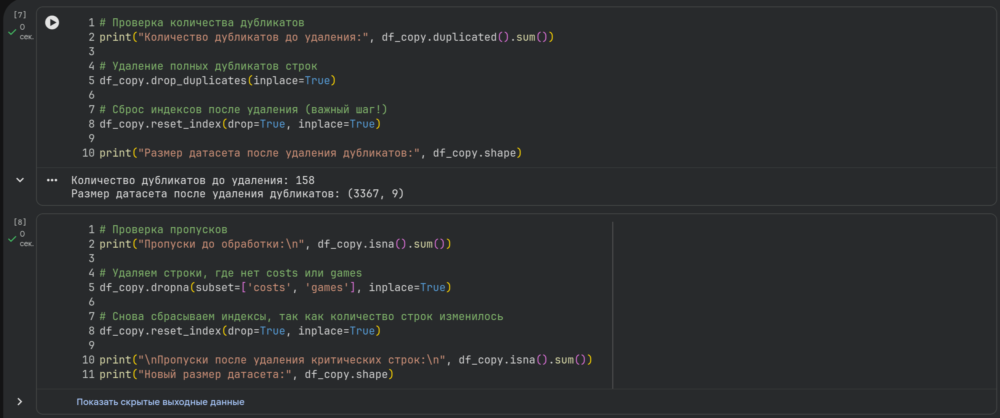 [7]
0
сек.
1 # Проверка количества дубликатов
2 print("Количество дубликатов до удаления:", df_copy.duplicated().sum())
3
4 # Удаление полных дубликатов строк
5 df_copy.drop_duplicates(inplace=True)
6
7 # Сброс индексов после удаления (важный шаг!)
8 df_copy.reset_index(drop=True, inplace=True)
9
10 print("Размер датасета после удаления дубликатов:", df_copy.shape)
Количество дубликатов до удаления: 158
Размер датасета после удаления дубликатов: (3367, 9)
[8]
0
сек.
1 # Проверка пропусков
2 print("Пропуски до обработки:\n", df_copy.isna().sum())
3
4 # Удаляем строки, где нет costs или games
5 df_copy.dropna(subset=['costs', 'games'], inplace=True)
6
7 # Снова сбрасываем индексы, так как количество строк изменилось
8 df_copy.reset_index(drop=True, inplace=True)
9
10 print("\nПропуски после удаления критических строк:\n", df_copy.isna().sum())
11 print("Новый размер датасета:", df_copy.shape)
Показать скрытые выходные данные